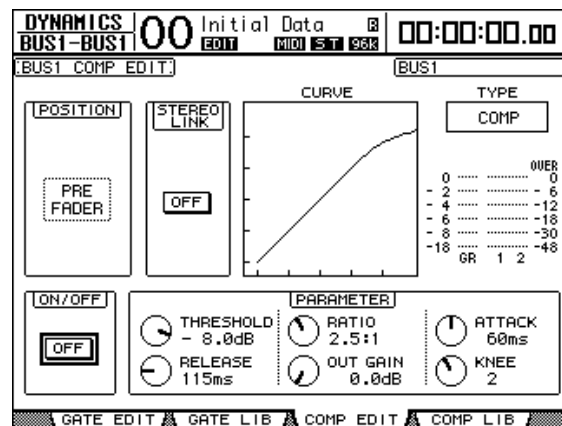 DYNAMICS
BUS1-BUS1
00
Initial Data
EDIT
MIDI ST 96k
00:00:00.00
BUS1 COMP EDIT
BUS1
POSITION
PRE
FADER
STEREO
LINK
OFF
CURVE
TYPE
COMP
OVER
0 0
- 2 - 6
- 4 -12
- 6 -18
- 8 -30
-18 -48
GR 1 2
ON/OFF
OFF
PARAMETER
THRESHOLD
- 8.0dB
RATIO
2.5:1
ATTACK
60ms
RELEASE
115ms
OUT GAIN
0.0dB
KNEE
2
GATE EDIT GATE LIB COMP EDIT COMP LIB